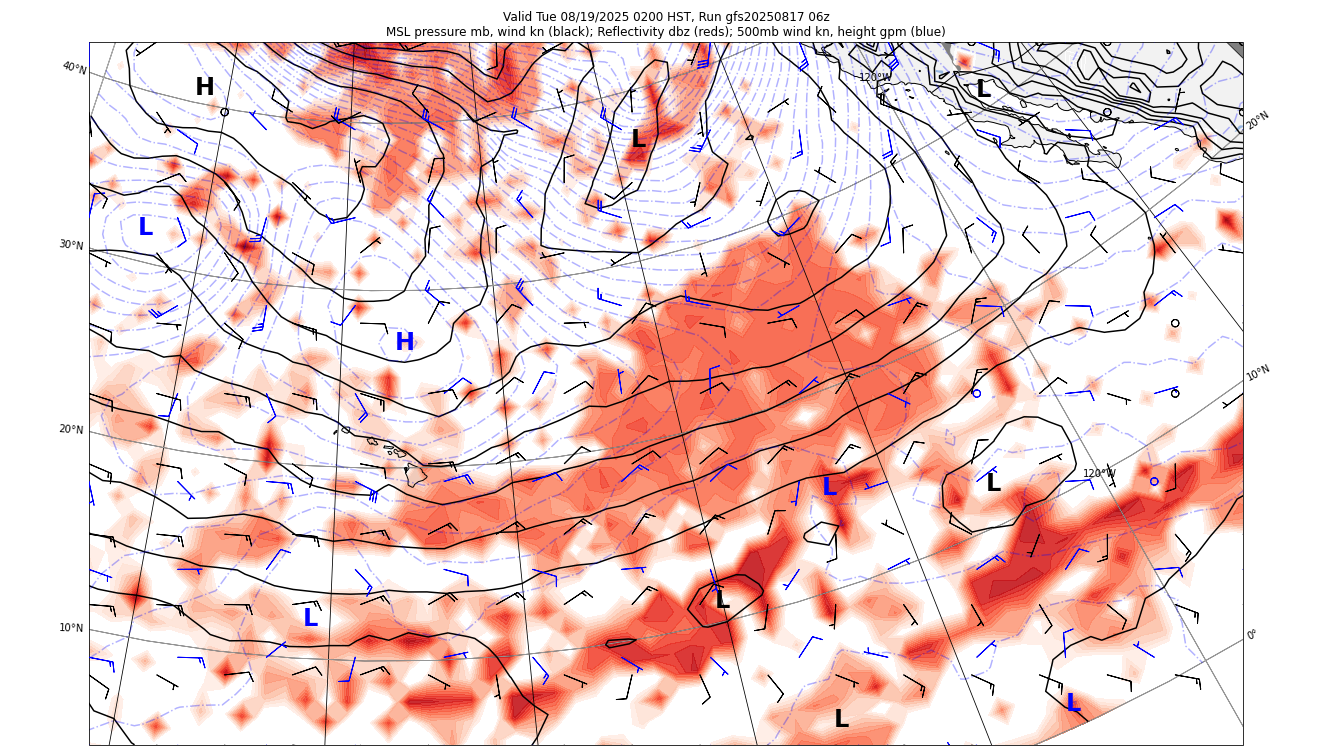 Valid Tue 08/19/2025 0200 HST, Run gfs20250817 06z
MSL pressure mb, wind kn (black); Reflectivity dbz (reds); 500mb wind kn, height gpm (blue)
40°N
H
120°W
L
20°N
L
L
30°N
H
10°N
20°N
120°W
L
L
L
L
10°N
0°
L
L